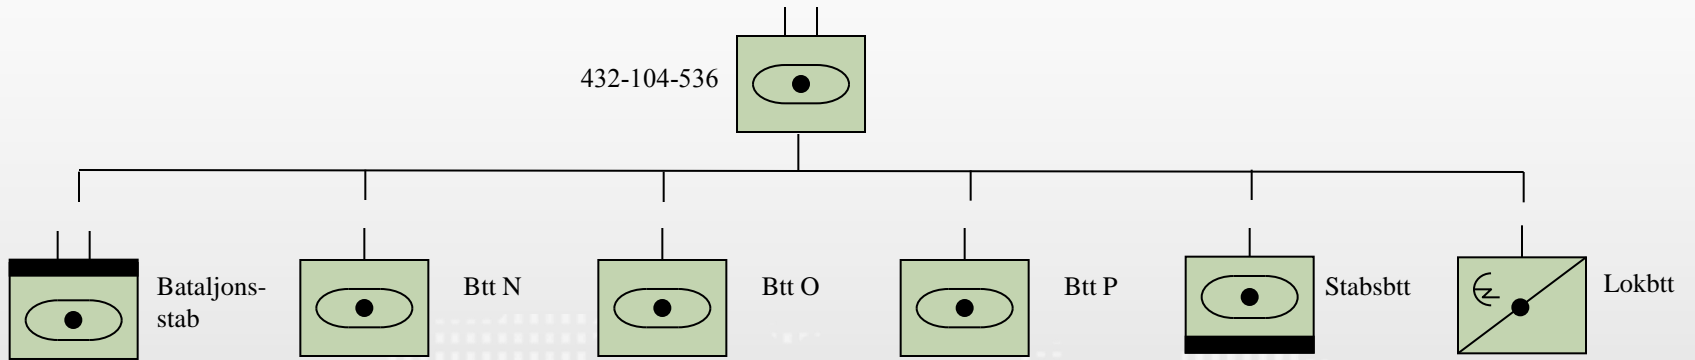 432-104-536
Bataljons-
stab
Btt N
Btt O
Btt P
Stabsbtt
Lokbtt